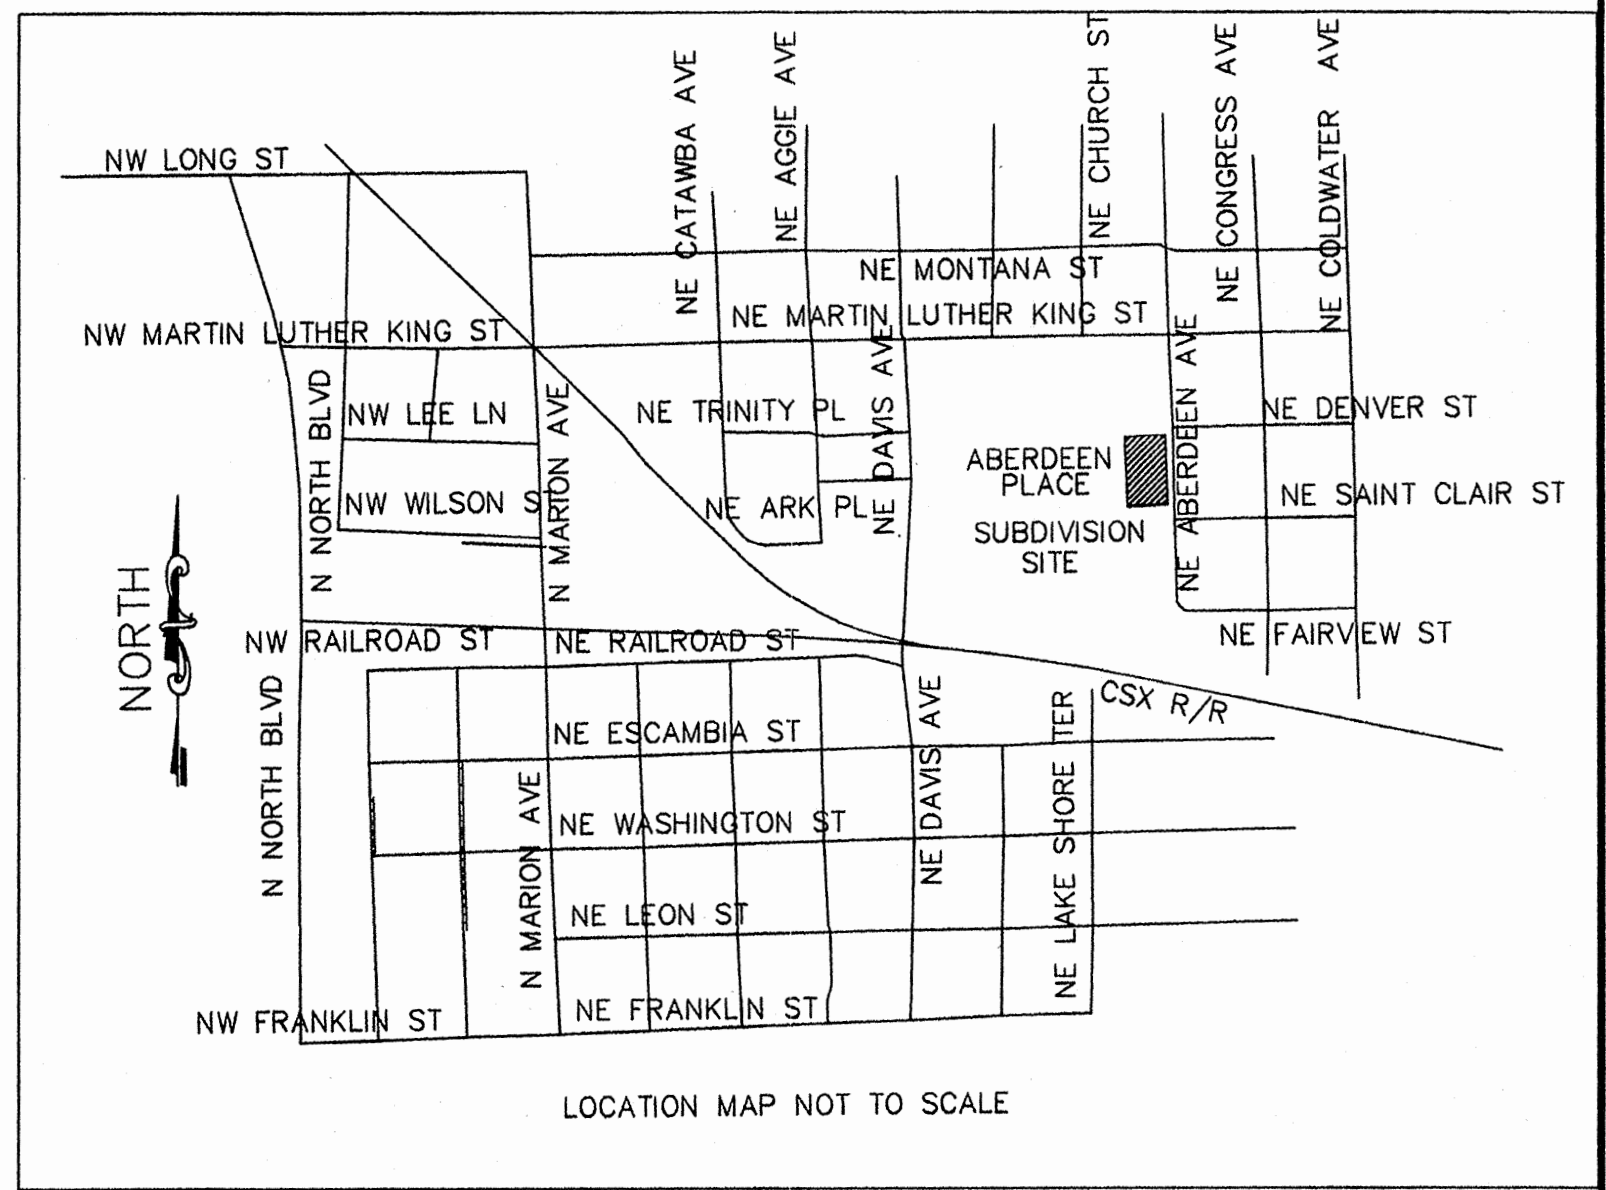 NE CATAWBA AVE
NE AGGIE AVE
NE CHURCH ST
NE CONGRESS AVE
NE COLDWATER AVE
NW LONG ST
NE MONTANA ST
NE MARTIN LUTHER KING ST
NW MARTIN LUTHER KING ST
N NORTH BLVD
NW LEE LN
N MARION AVE
NE TRINITY PL
NE DAVIS AVE
NE ABERDEEN AVE
NE DENVER ST
ABERDEEN
PLACE
SUBDIVISION
SITE
NW WILSON ST
NE ARK PL
NE SAINT CLAIR ST
NORTH
NW RAILROAD ST
NE RAILROAD ST
NE FAIRVIEW ST
CSX R/R
N NORTH BLVD
NE ESCAMBIA ST
NE DAVIS AVE
NE LAKE SHORE TER
N MARION AVE
NE WASHINGTON ST
NE LEON ST
NW FRANKLIN ST
NE FRANKLIN ST
LOCATION MAP NOT TO SCALE